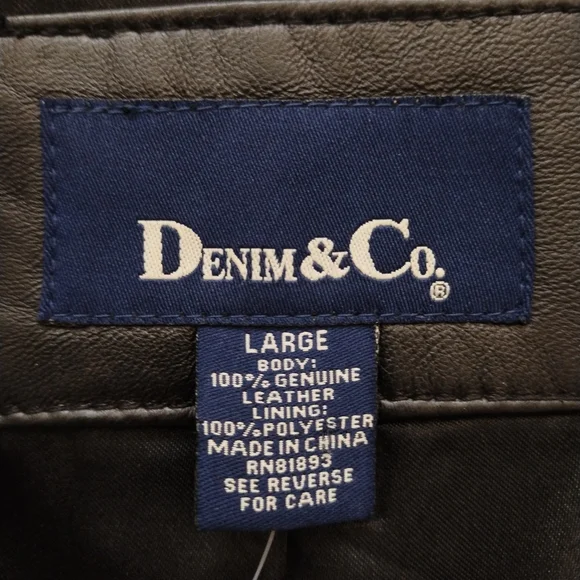 DENIM & CO.®
LARGE
BODY:
100% GENUINE
LEATHER
LINING:
100% POLYESTER
MADE IN CHINA
RN81893
SEE REVERSE
FOR CARE